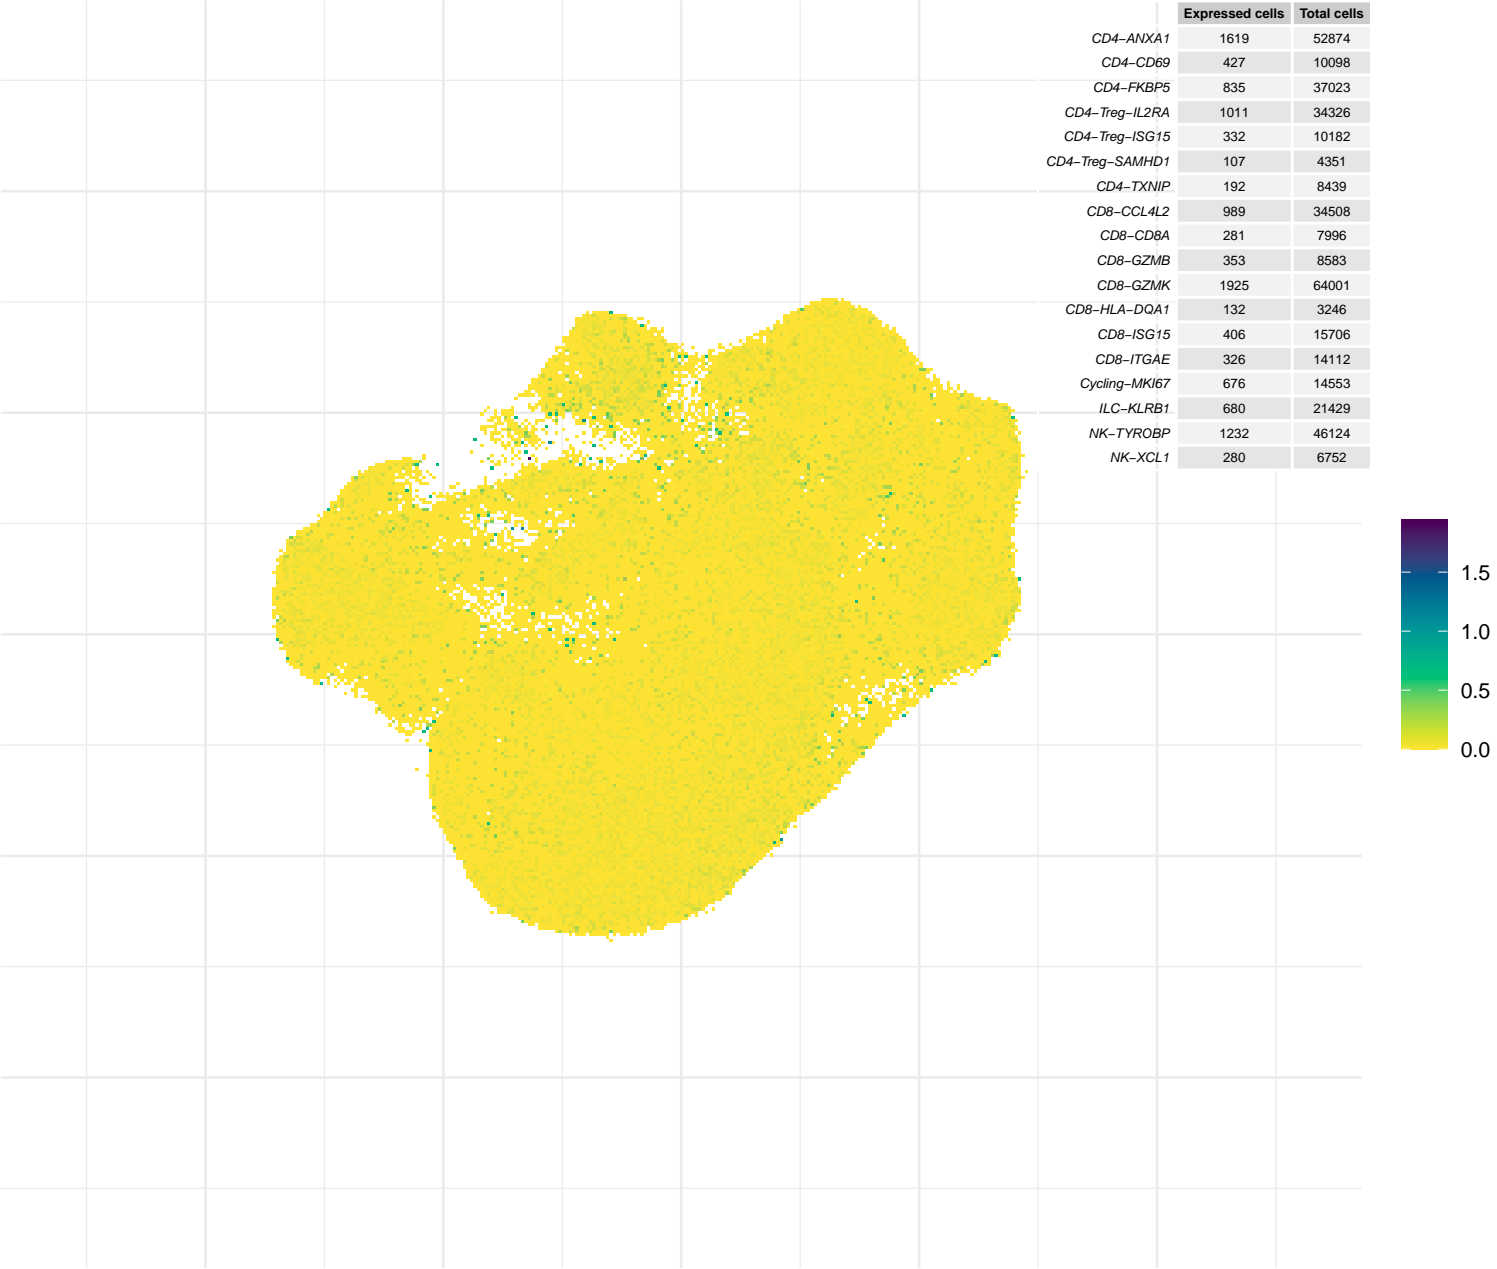 Expressed cells Total cells
CD4−ANXA1 1619 52874
CD4−CD69 427 10098
CD4−FKBP5 835 37023
CD4−Treg−IL2RA 1011 34326
CD4−Treg−ISG15 332 10182
CD4−Treg−SAMHD1 107 4351
CD4−TXNIP 192 8439
CD8−CCL4L2 989 34508
CD8−CD8A 281 7996
CD8−GZMB 353 8583
CD8−GZMK 1925 64001
CD8−HLA−DQA1 132 3246
CD8−ISG15 406 15706
CD8−ITGAE 326 14112
Cycling−MKI67 676 14553
ILC−KLRB1 680 21429
NK−TYROBP 1232 46124
NK−XCL1 280 6752
1.5
1.0
0.5
0.0